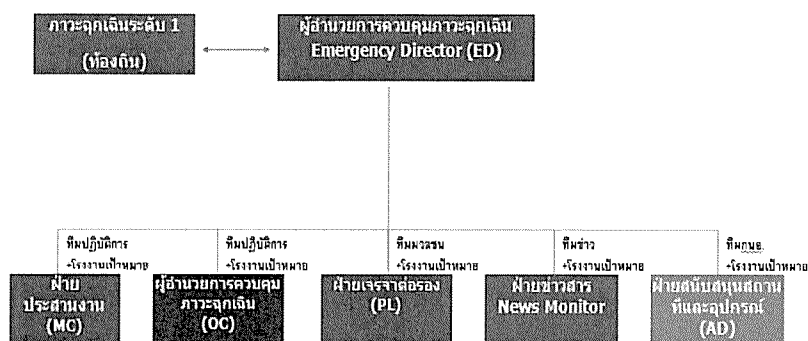 ภาวะฉุกเฉินระดับ 1
(ท้องถิ่น)
ผู้อำนวยการควบคุมภาวะฉุกเฉิน
Emergency Director (ED)
ทีมปฏิบัติการ
+โรงงานเป้าหมาย
ฝ่าย
ประสานงาน
(MC)
ทีมปฏิบัติการ
+โรงงานเป้าหมาย
ผู้อำนวยการควบคุม
ภาวะฉุกเฉิน
(OC)
ทีมมวลชน
+โรงงานเป้าหมาย
ฝ่ายเจรจาต่อรอง
(PL)
ทีมข่าว
+โรงงานเป้าหมาย
ฝ่ายข่าวสาร
News Monitor
+โรงงานเป้าหมาย
ฝ่ายสนับสนุนสถาน
ที่และอุปกรณ์
(AD)